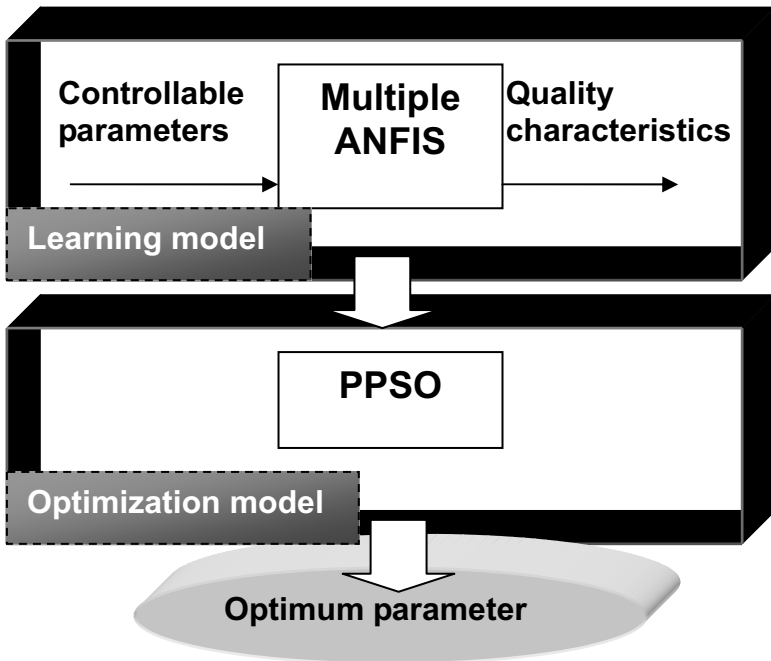 Controllable
parameters
Multiple
ANFIS
Quality
characteristics
Learning model
PPSO
Optimization model
Optimum parameter